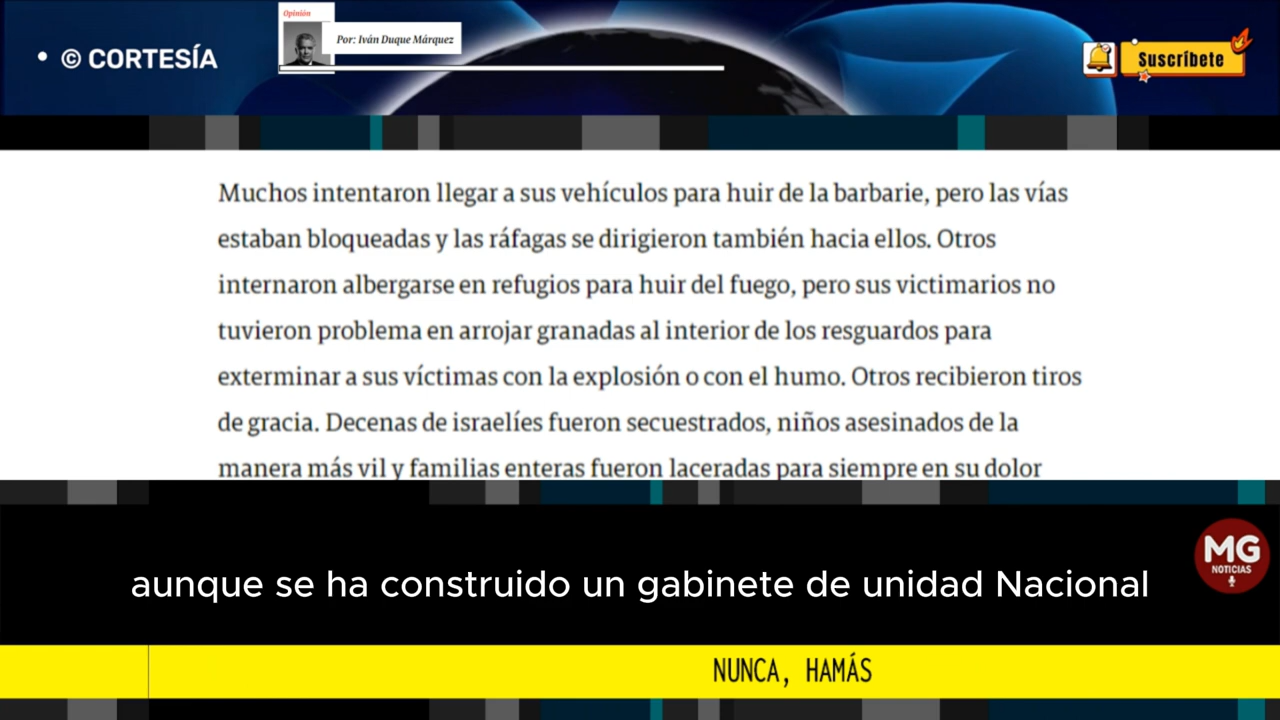 Opinión
Por: Iván Duque Márquez
• © CORTESÍA
Suscríbete
Muchos intentaron llegar a sus vehículos para huir de la barbarie, pero las vías
estaban bloqueadas y las ráfagas se dirigieron también hacia ellos. Otros
internaron albergarse en refugios para huir del fuego, pero sus victimarios no
tuvieron problema en arrojar granadas al interior de los resguardos para
exterminar a sus víctimas con la explosión o con el humo. Otros recibieron tiros
de gracia. Decenas de israelíes fueron secuestrados, niños asesinados de la
manera más vil y familias enteras fueron laceradas para siempre en su dolor
MG
NOTICIAS
aunque se ha construido un gabinete de unidad Nacional
NUNCA, HAMÁS